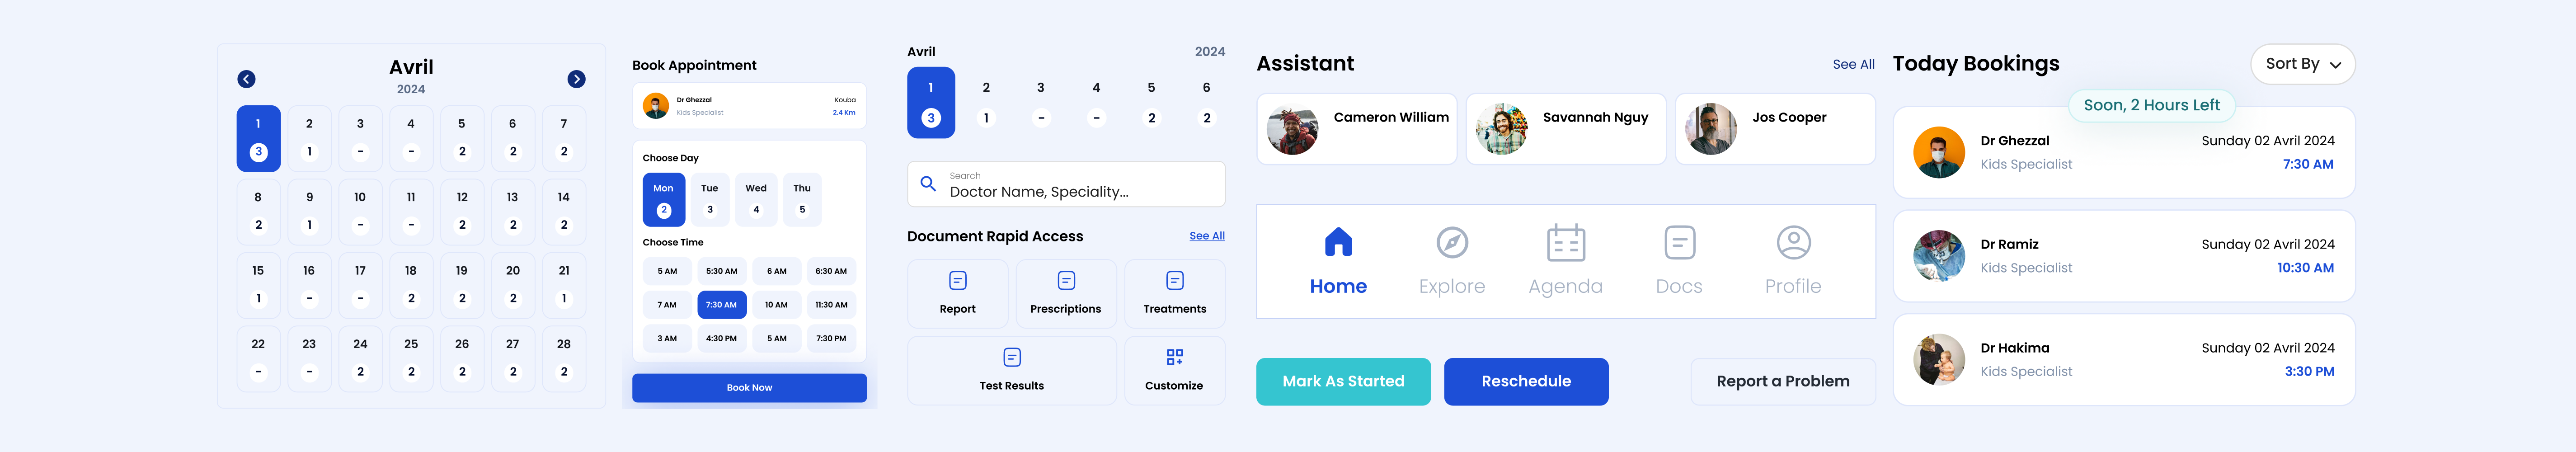 Avril
2024
1 2 3 4 5 6 7
3 1 - - 2 2 2
8 9 10 11 12 13 14
2 1 - - 2 2 2
15 16 17 18 19 20 21
1 - - 2 2 2 1
22 23 24 25 26 27 28
- - 2 2 2 2 2
Book Appointment
Dr Ghezzal Kouba
Kids Specialist 2.4 Km
Choose Day
Mon Tue Wed Thu
2 3 4 5
Choose Time
5 AM 5:30 AM 6 AM 6:30 AM
7 AM 7:30 AM 10 AM 11:30 AM
3 AM 4:30 PM 5 AM 7:30 PM
Book Now
Avril 2024
1 2 3 4 5 6
3 1 - - 2 2
Search
Doctor Name, Speciality...
Document Rapid Access See All
Report Prescriptions Treatments
Test Results Customize
Assistant See All
Cameron William Savannah Nguy Jos Cooper
Home Explore Agenda Docs Profile
Mark As Started Reschedule Report a Problem
Today Bookings Sort By
Soon, 2 Hours Left
Dr Ghezzal Sunday 02 Avril 2024
Kids Specialist 7:30 AM
Dr Ramiz Sunday 02 Avril 2024
Kids Specialist 10:30 AM
Dr Hakima Sunday 02 Avril 2024
Kids Specialist 3:30 PM